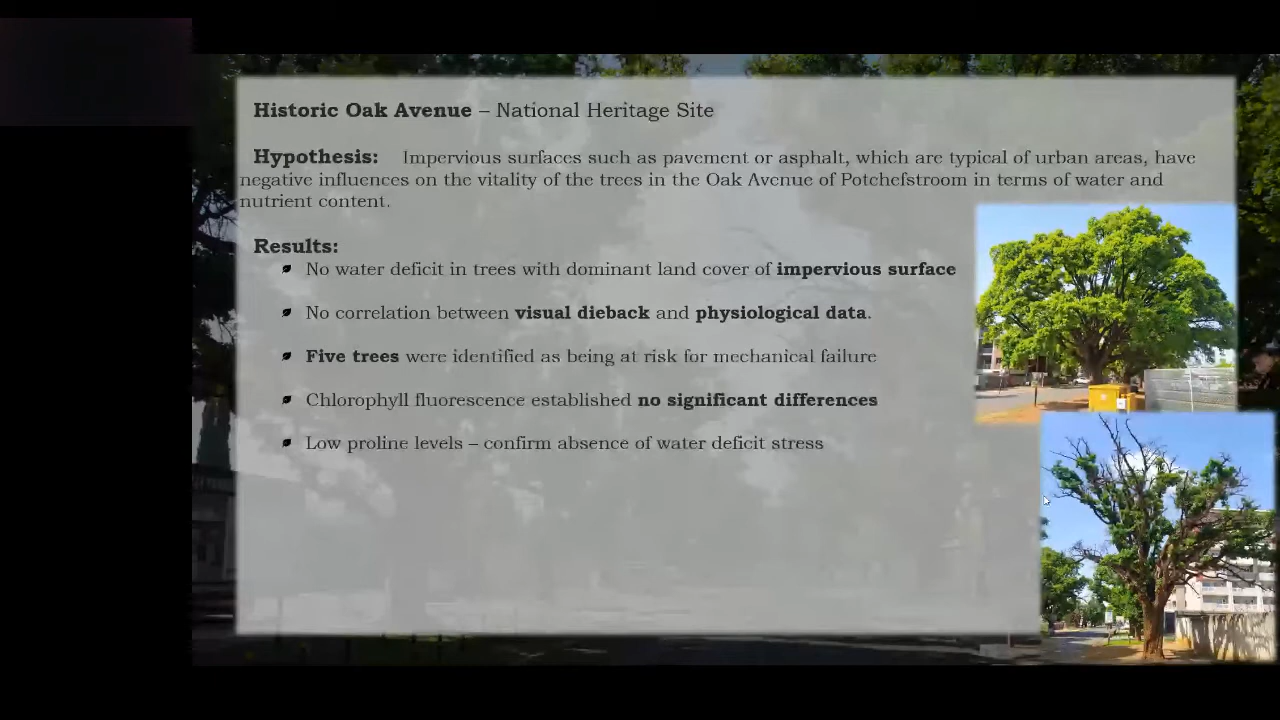 Historic Oak Avenue – National Heritage Site
Hypothesis: Impervious surfaces such as pavement or asphalt, which are typical of urban areas, have
negative influences on the vitality of the trees in the Oak Avenue of Potchefstroom in terms of water and
nutrient content.
Results:
No water deficit in trees with dominant land cover of impervious surface
No correlation between visual dieback and physiological data.
Five trees were identified as being at risk for mechanical failure
Chlorophyll fluorescence established no significant differences
Low proline levels – confirm absence of water deficit stress